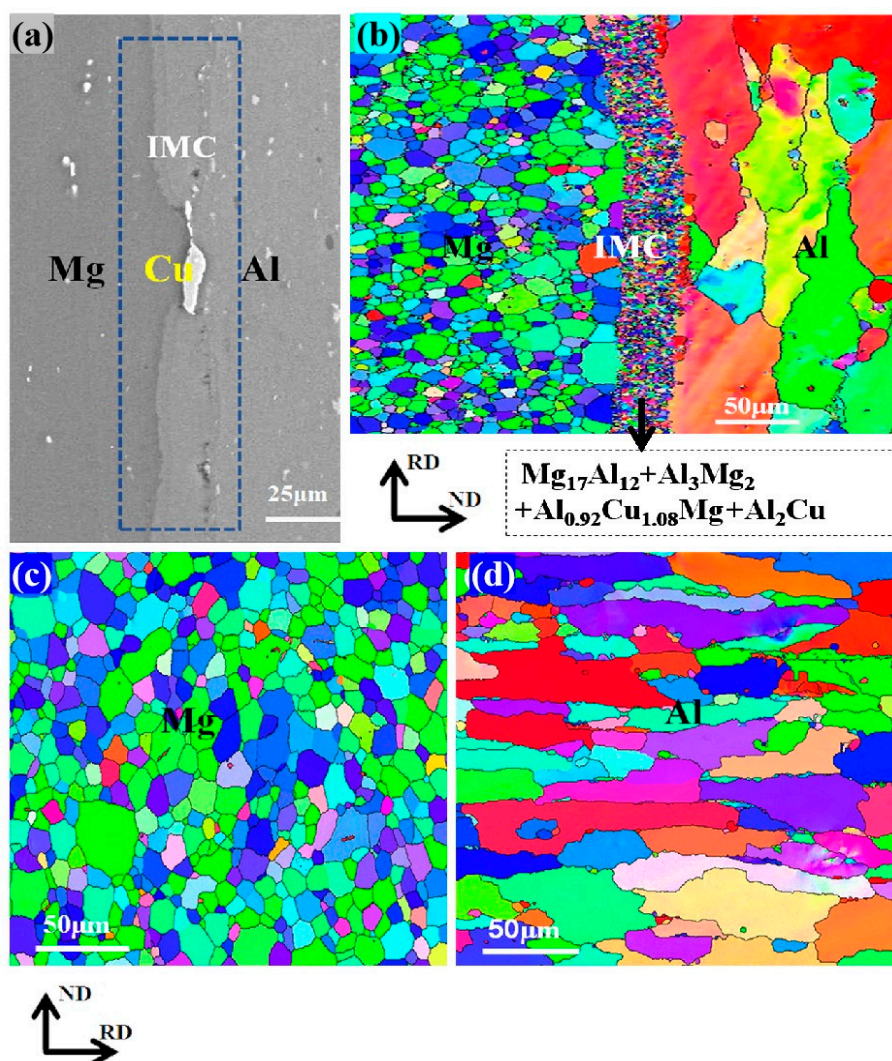 (a)
IMC
Mg
Cu
Al
25μm
(b)
Mg
IMC
Al
50μm
RD
ND
Mg₁₇Al₁₂+Al₃Mg₂
+Al₀.₉₂Cu₁.₀₈Mg+Al₂Cu
(c)
Mg
50μm
(d)
Al
50μm
ND
RD